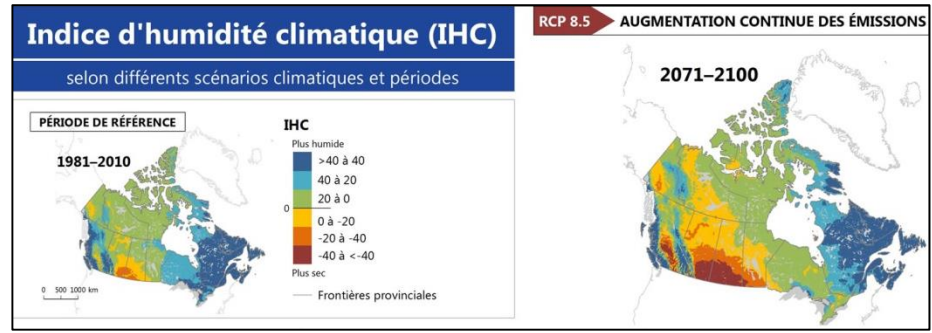 Indice d'humidité climatique (IHC)
selon différents scénarios climatiques et périodes
PÉRIODE DE RÉFÉRENCE
1981–2010
0 500 1000 km
IHC
Plus humide
>40 à 40
40 à 20
20 à 0
0
0 à -20
-20 à -40
-40 à <-40
Plus sec
Frontières provinciales
RCP 8.5
AUGMENTATION CONTINUE DES ÉMISSIONS
2071–2100